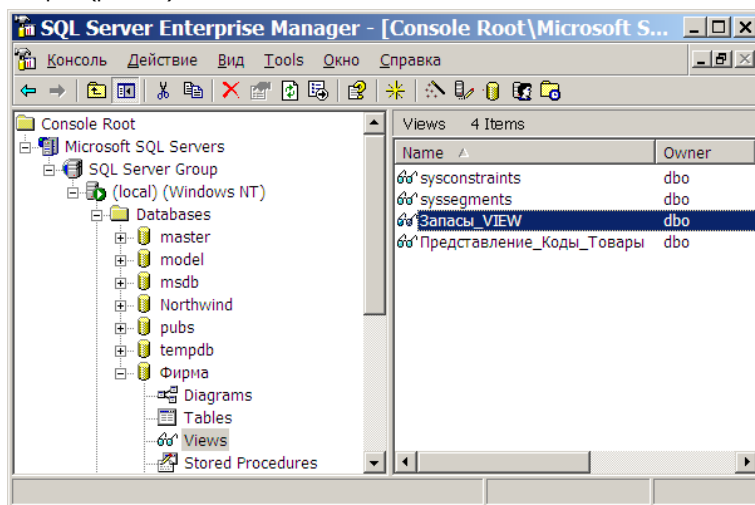 SQL Server Enterprise Manager - [Console Root\Microsoft S...
Консоль Действие Вид Tools Окно Справка
Console Root
Microsoft SQL Servers
SQL Server Group
(local) (Windows NT)
Databases
master
model
msdb
Northwind
pubs
tempdb
Фирма
Diagrams
Tables
Views
Stored Procedures
Views 4 Items
Name Owner
sysconstraints dbo
syssegments dbo
Запасы_VIEW dbo
Представление_Коды_Товары dbo